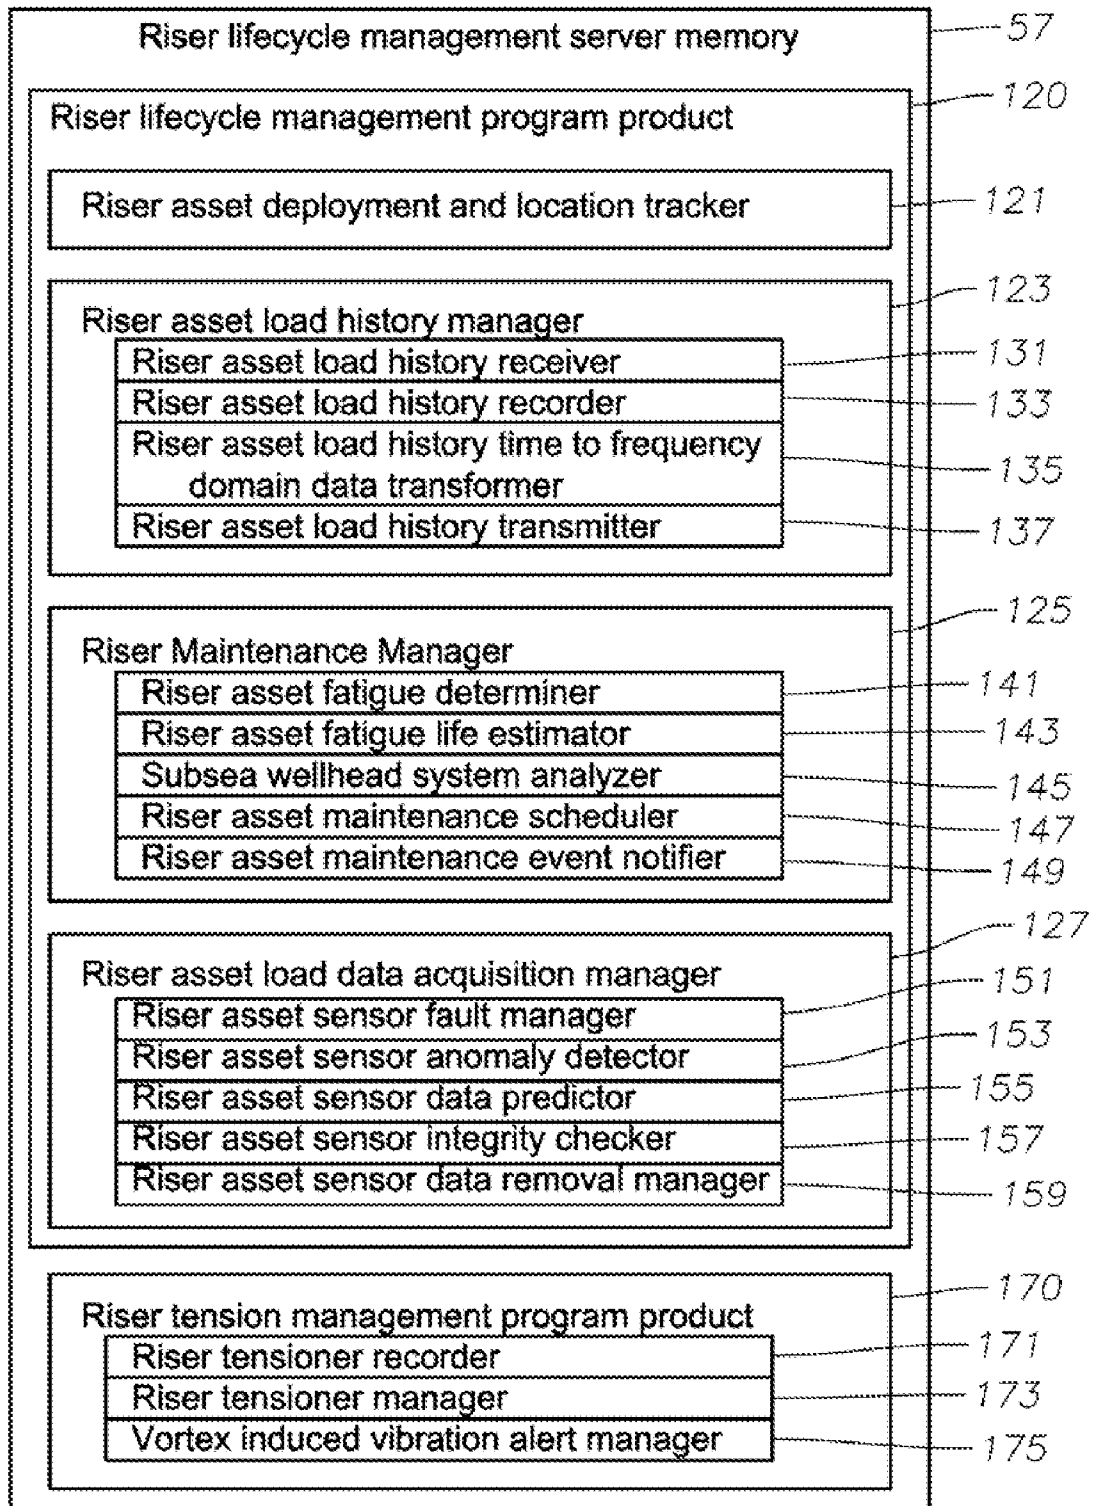 Riser lifecycle management server memory 57
Riser lifecycle management program product 120
Riser asset deployment and location tracker 121
123
Riser asset load history manager
Riser asset load history receiver 131
Riser asset load history recorder 133
Riser asset load history time to frequency
domain data transformer 135
Riser asset load history transmitter 137
125
Riser Maintenance Manager
Riser asset fatigue determiner 141
Riser asset fatigue life estimator 143
Subsea wellhead system analyzer 145
Riser asset maintenance scheduler 147
Riser asset maintenance event notifier 149
127
Riser asset load data acquisition manager
Riser asset sensor fault manager 151
Riser asset sensor anomaly detector 153
Riser asset sensor data predictor 155
Riser asset sensor integrity checker 157
Riser asset sensor data removal manager 159
170
Riser tension management program product
Riser tensioner recorder 171
Riser tensioner manager 173
Vortex induced vibration alert manager 175